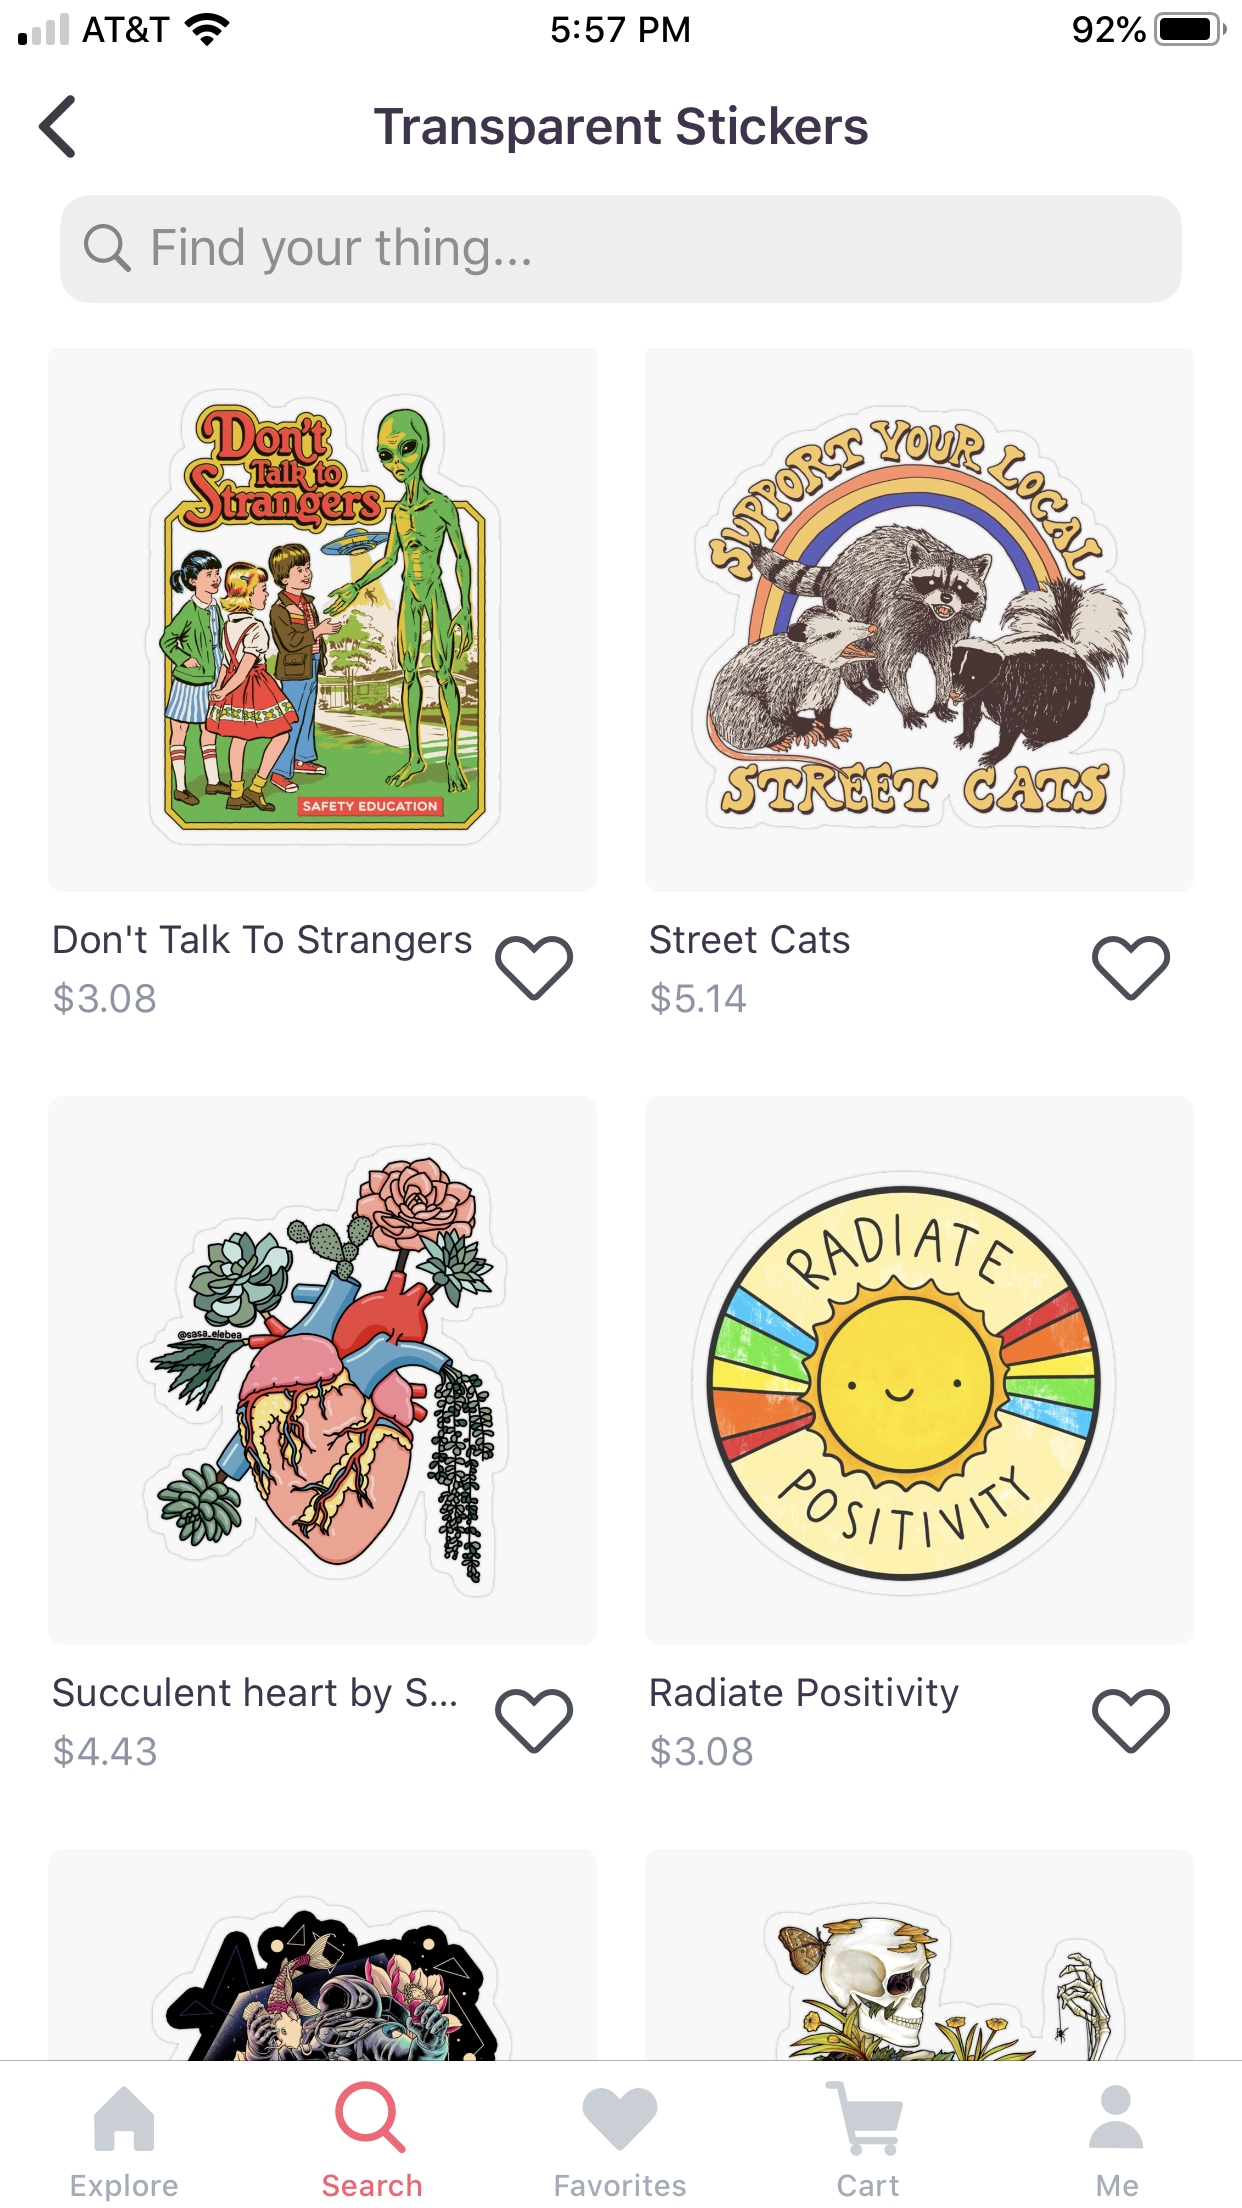 AT&T
5:57 PM
92%
Transparent Stickers
Find your thing...
Don't
Talk to
Strangers
SAFETY EDUCATION
SUPPORT YOUR LOCAL
STREET CATS
Don't Talk To Strangers
$3.08
Street Cats
$5.14
@sasa_elebea
RADIATE
POSITIVITY
Succulent heart by S...
$4.43
Radiate Positivity
$3.08
Explore
Search
Favorites
Cart
Me